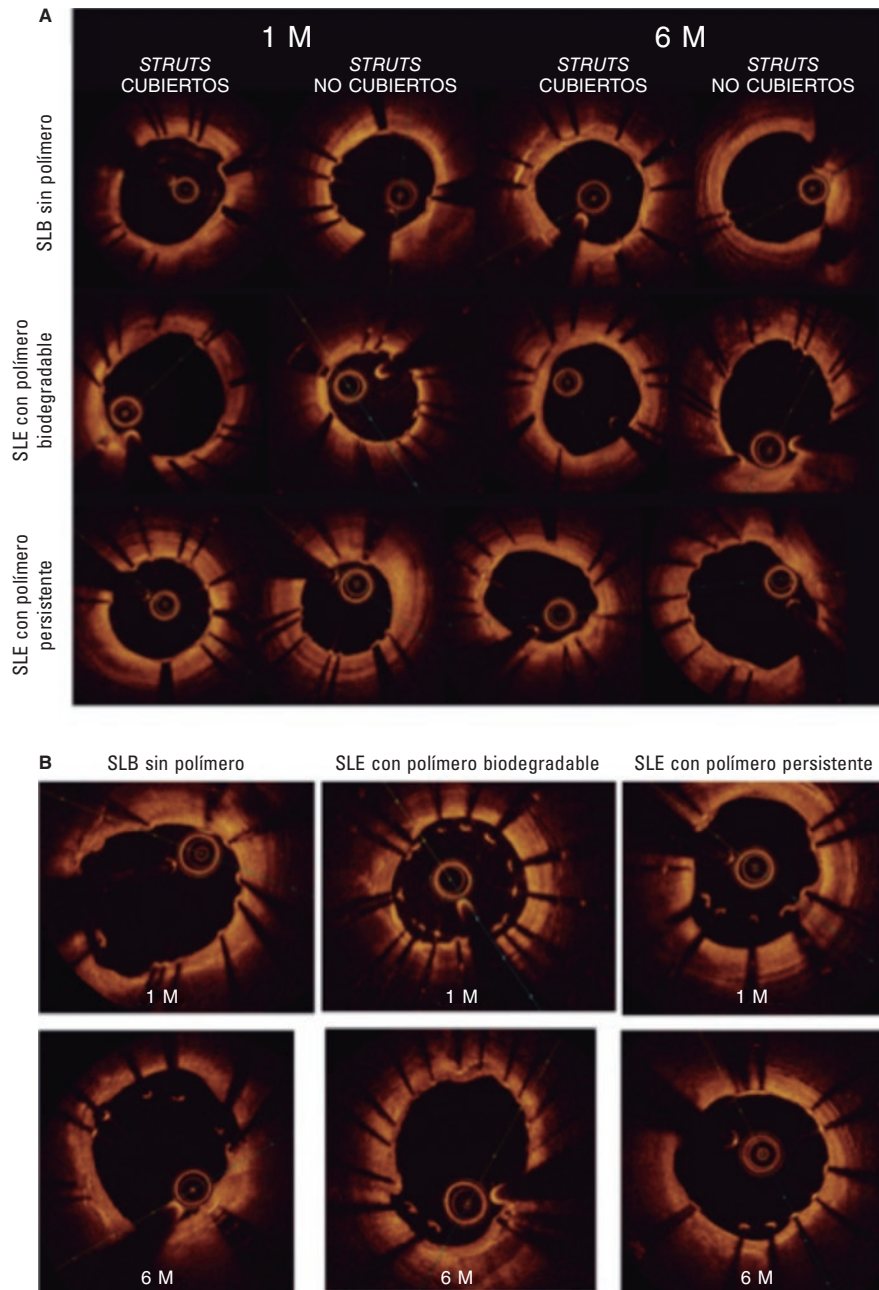 A
1 M
6 M
STRUTS
CUBIERTOS
STRUTS
NO CUBIERTOS
STRUTS
CUBIERTOS
STRUTS
NO CUBIERTOS
SLB sin polímero
SLE con polímero
biodegradable
SLE con polímero
persistente
B
SLB sin polímero
SLE con polímero biodegradable
SLE con polímero persistente
1 M
1 M
1 M
6 M
6 M
6 M